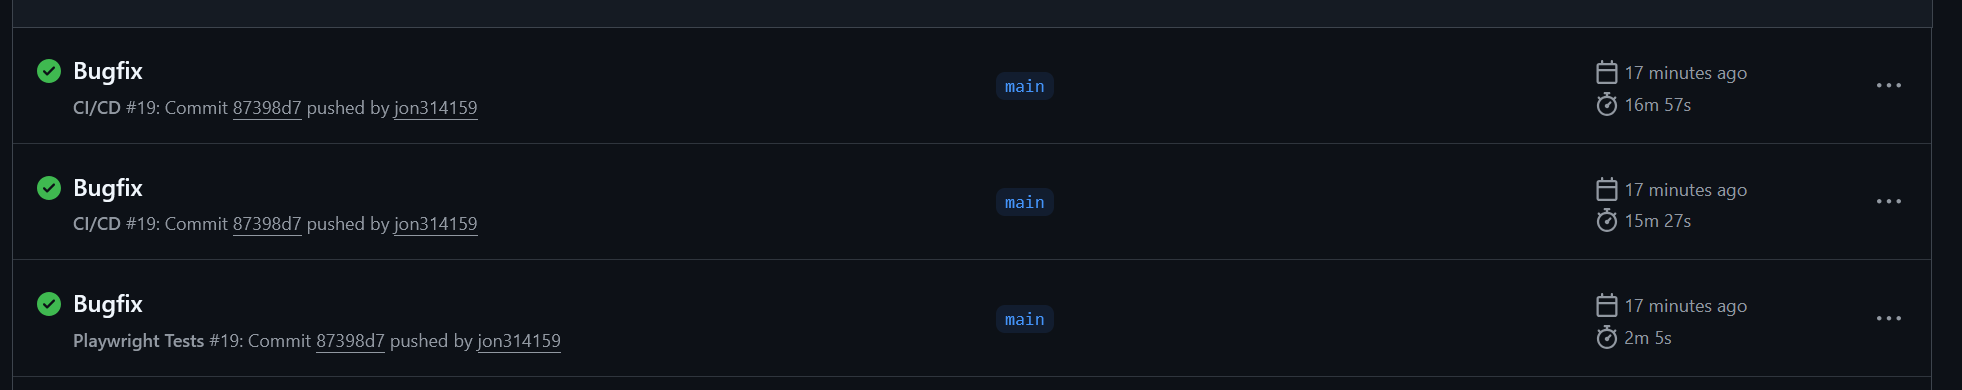 Bugfix
CI/CD #19: Commit 87398d7 pushed by jon314159
main
17 minutes ago
16m 57s
Bugfix
CI/CD #19: Commit 87398d7 pushed by jon314159
main
17 minutes ago
15m 27s
Bugfix
Playwright Tests #19: Commit 87398d7 pushed by jon314159
main
17 minutes ago
2m 5s